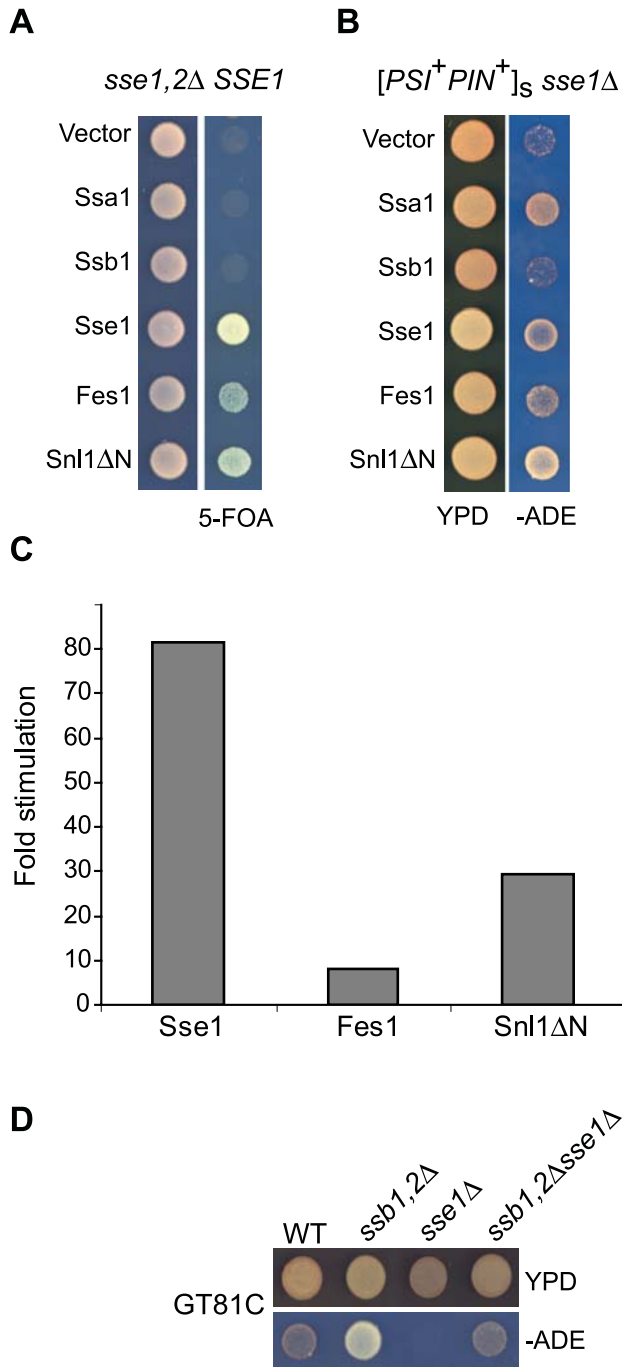 A
sse1,2Δ SSE1
Vector
Ssa1
Ssb1
Sse1
Fes1
Snl1ΔN
5-FOA
B
[PSI+ PIN+]S sse1Δ
Vector
Ssa1
Ssb1
Sse1
Fes1
Snl1ΔN
YPD -ADE
C
Fold stimulation
80
70
60
50
40
30
20
10
0
Sse1 Fes1 Snl1ΔN
D
WT ssb1,2Δ sse1Δ ssb1,2Δsse1Δ
GT81C
YPD
-ADE